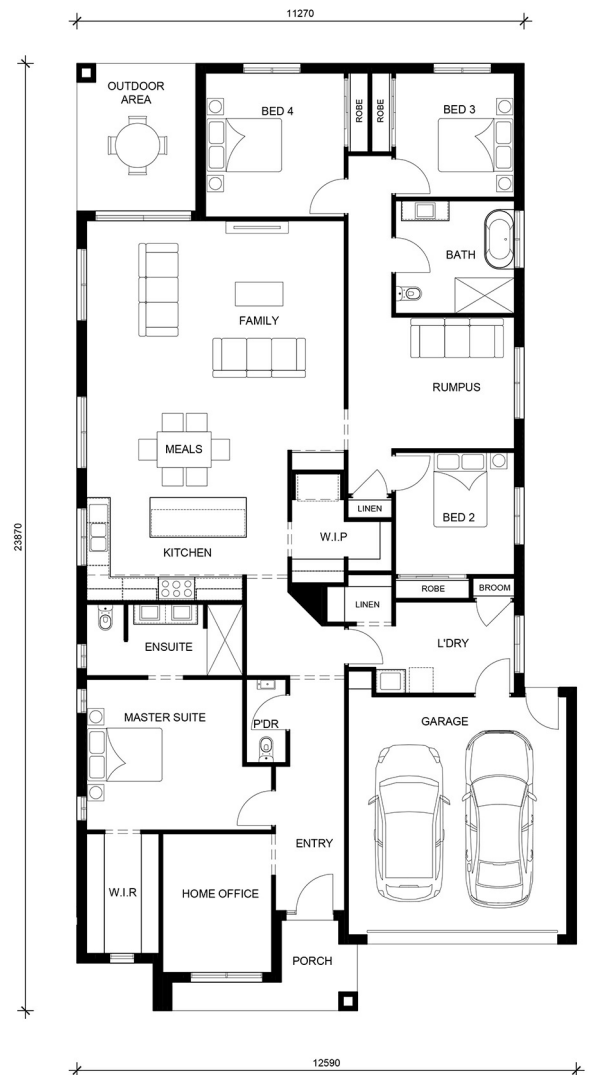 11270
OUTDOOR
AREA
BED 4
ROBE
ROBE
BED 3
BATH
FAMILY
RUMPUS
MEALS
LINEN
BED 2
23870
W.I.P
KITCHEN
ROBE
BROOM
LINEN
ENSUITE
L'DRY
MASTER SUITE
P'DR
GARAGE
ENTRY
W.I.R
HOME OFFICE
PORCH
12590